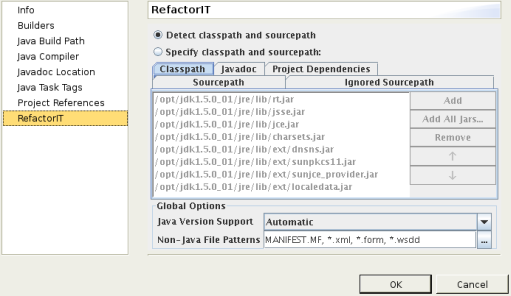 Info
Builders
Java Build Path
Java Compiler
Javadoc Location
Java Task Tags
Project References
RefactorIT
RefactorIT
Detect classpath and sourcepath
Specify classpath and sourcepath:
Classpath Javadoc Project Dependencies
Sourcepath Ignored Sourcepath
/opt/jdk1.5.0_01/jre/lib/rt.jar
/opt/jdk1.5.0_01/jre/lib/jsse.jar
/opt/jdk1.5.0_01/jre/lib/jce.jar
/opt/jdk1.5.0_01/jre/lib/charsets.jar
/opt/jdk1.5.0_01/jre/lib/ext/dnsns.jar
/opt/jdk1.5.0_01/jre/lib/ext/sunpkcs11.jar
/opt/jdk1.5.0_01/jre/lib/ext/sunjce_provider.jar
/opt/jdk1.5.0_01/jre/lib/ext/localedata.jar
Add
Add All Jars...
Remove
↑
↓
Global Options
Java Version Support Automatic
Non-Java File Patterns MANIFEST.MF, *.xml, *.form, *.wsdd ...
OK Cancel